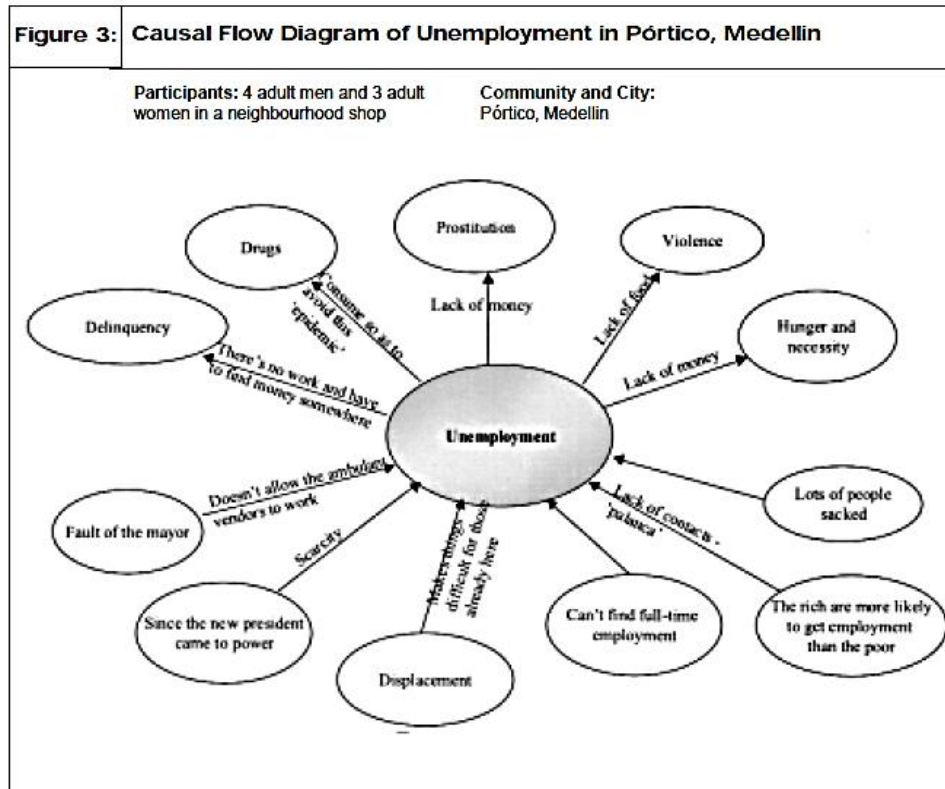 Figure 3:
Causal Flow Diagram of Unemployment in Pórtico, Medellin
Participants: 4 adult men and 3 adult
women in a neighbourhood shop
Community and City:
Pórtico, Medellin
Prostitution
Drugs
Violence
Consume so as to
avoid this
'epidemic'
Lack of money
Lack of food
Delinquency
Hunger and
necessity
There's no work and have
to find money somewhere
Lack of money
Unemployment
Doesn't allow the ambulant
vendors to work
Fault of the mayor
Lots of people
sacked
Lack of contacts -
'palauca'
Scarcity
Makes things
difficult for those
already here
Since the new president
came to power
Can't find full-time
employment
The rich are more likely
to get employment
than the poor
Displacement